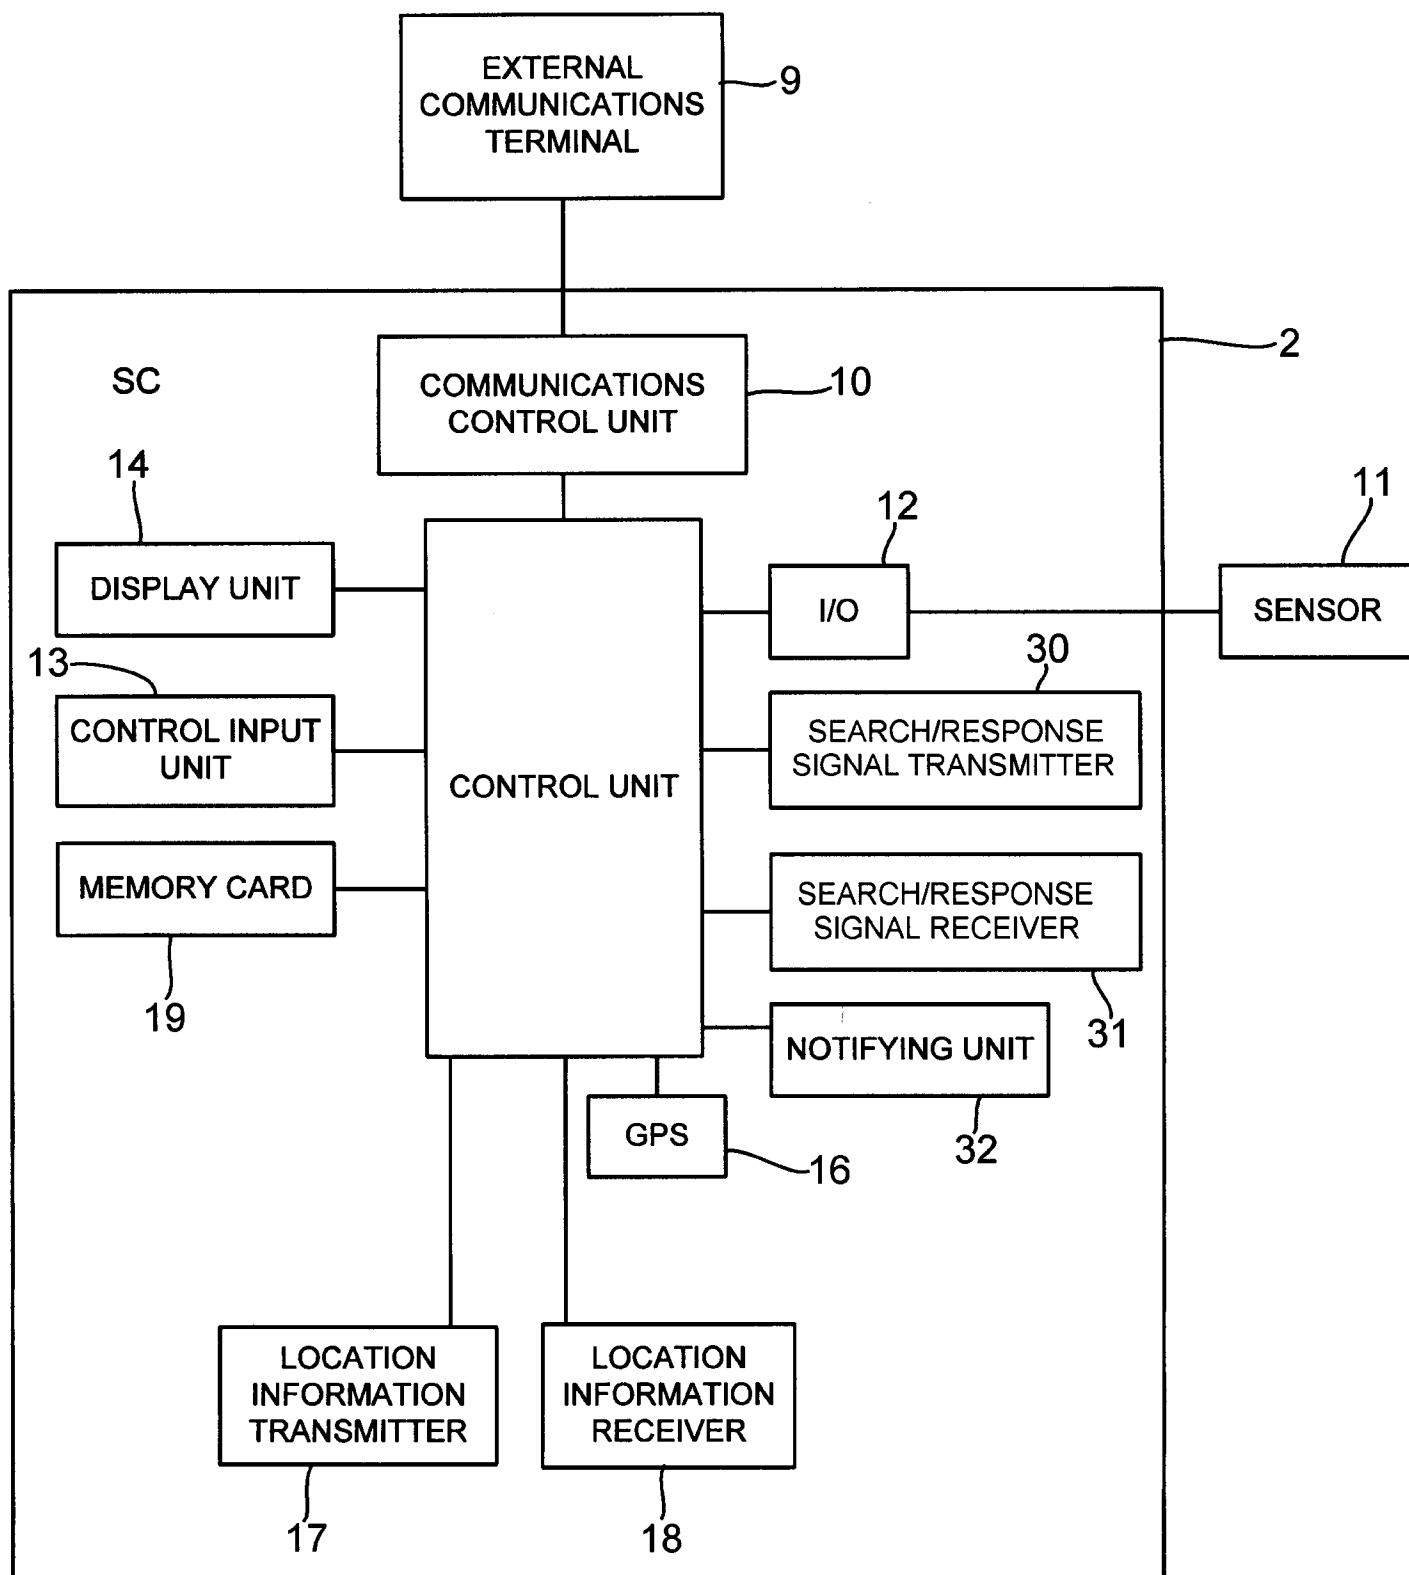 EXTERNAL
COMMUNICATIONS
TERMINAL
9
2
SC
COMMUNICATIONS
CONTROL UNIT
10
14
12
11
DISPLAY UNIT
I/O
SENSOR
13
30
CONTROL INPUT
UNIT
SEARCH/RESPONSE
SIGNAL TRANSMITTER
CONTROL UNIT
MEMORY CARD
SEARCH/RESPONSE
SIGNAL RECEIVER
19
31
NOTIFYING UNIT
GPS
32
16
LOCATION
INFORMATION
TRANSMITTER
LOCATION
INFORMATION
RECEIVER
17
18